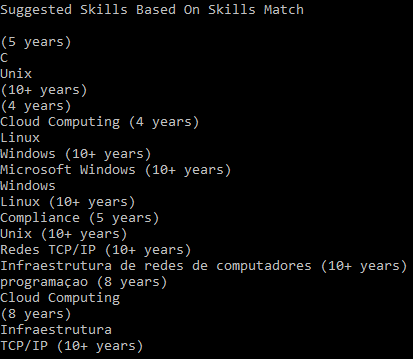 Suggested Skills Based On Skills Match
(5 years)
C
Unix
(10+ years)
(4 years)
Cloud Computing (4 years)
Linux
Windows (10+ years)
Microsoft Windows (10+ years)
Windows
Linux (10+ years)
Compliance (5 years)
Unix (10+ years)
Redes TCP/IP (10+ years)
Infraestrutura de redes de computadores (10+ years)
programaçao (8 years)
Cloud Computing
(8 years)
Infraestrutura
TCP/IP (10+ years)